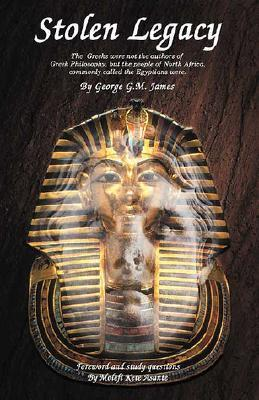 Stolen Legacy
The Greeks were not the authors of
Greek Philosophy, but the people of North Africa,
commonly called the Egyptians were.
By George G.M. James
Foreword and study questions
By Molefi Kete Asante